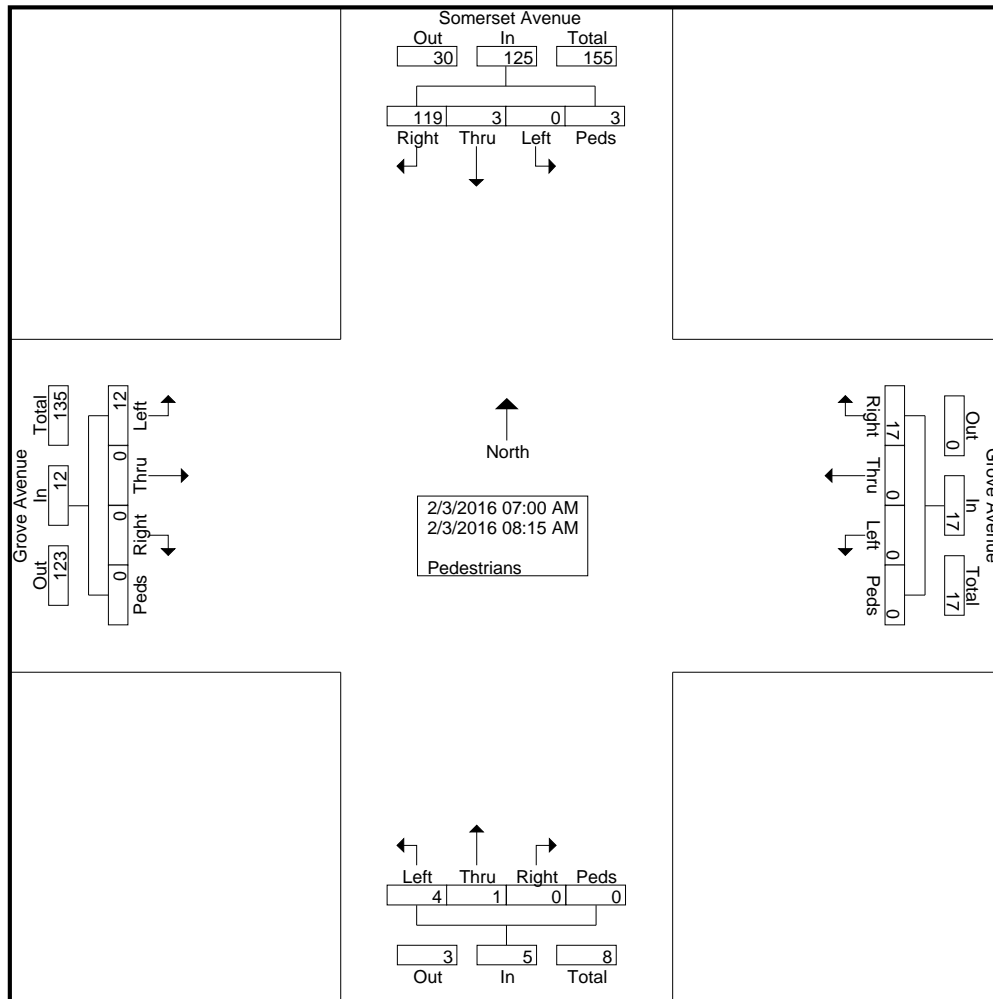 Somerset Avenue
Out In Total
30 125 155
119 3 0 3
Right Thru Left Peds
Grove Avenue
Total In Out
135 12 123
12 0 0 0
Left Thru Right Peds
North
2/3/2016 07:00 AM
2/3/2016 08:15 AM
Pedestrians
Right Thru Left Peds
17 0 0 0
Out In Total
0 17 17
Grove Avenue
Left Thru Right Peds
4 1 0 0
3 5 8
Out In Total